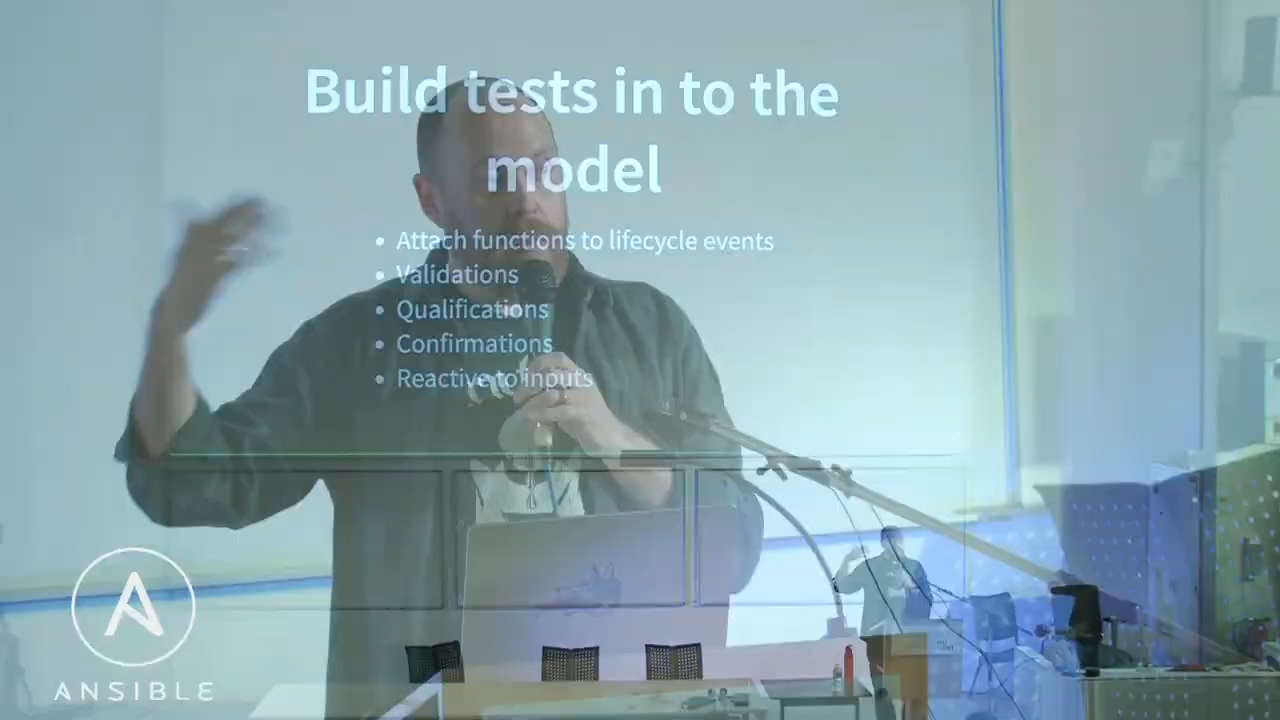 Build tests in to the
model
• Attach functions to lifecycle events
• Validations
• Qualifications
• Confirmations
• Reactive to inputs
ANSIBLE